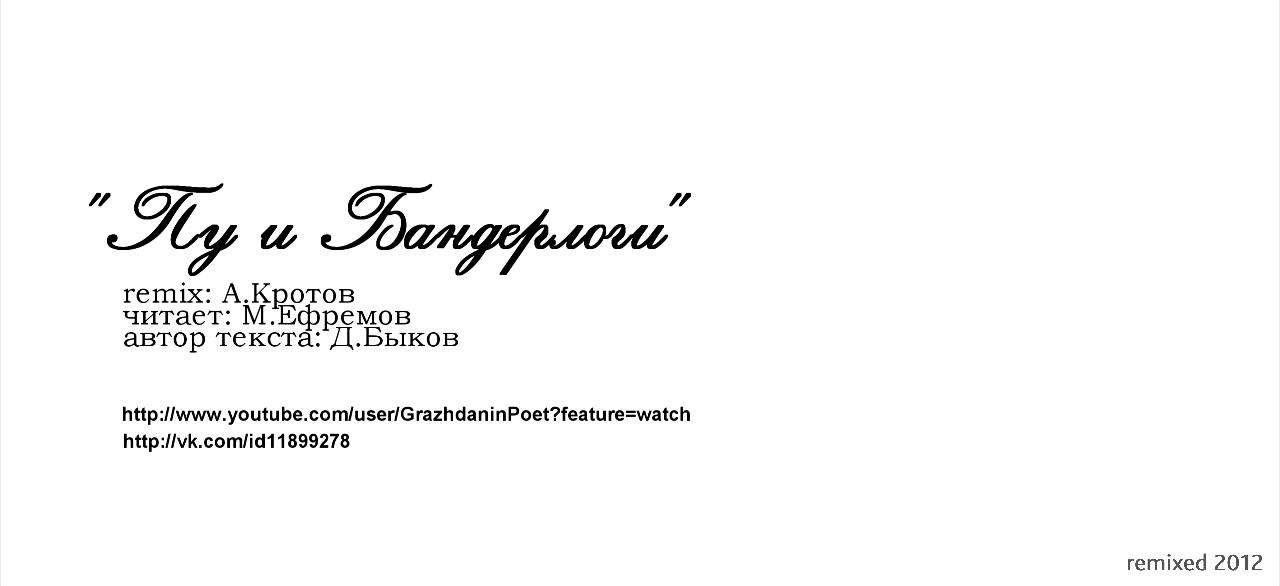 "Пу и Бандерлоги"
remix: А.Кротов
читает: М.Ефремов
автор текста: Д.Быков
http://www.youtube.com/user/GrazhdaninPoet?feature=watch
http://vk.com/id11899278
remixed 2012